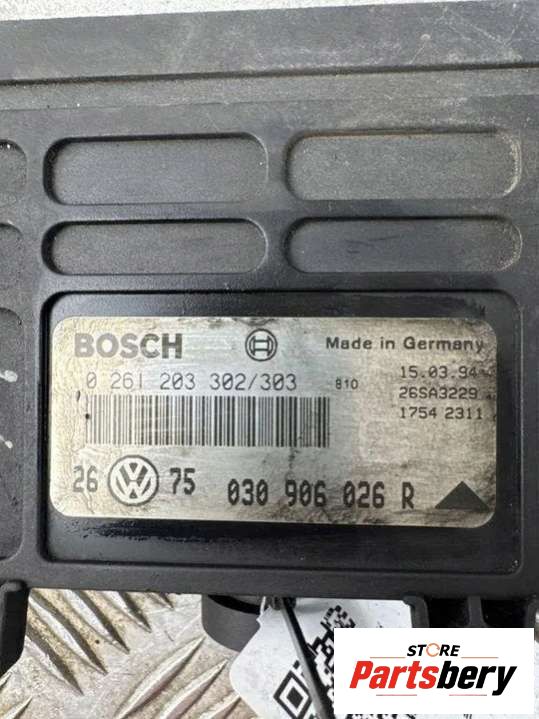 BOSCH Made in Germany
0 261 203 302/303 810 15.03.94
26SA3229
1754 2311
26 VW 75 030 906 026 R
STORE
Partsbery